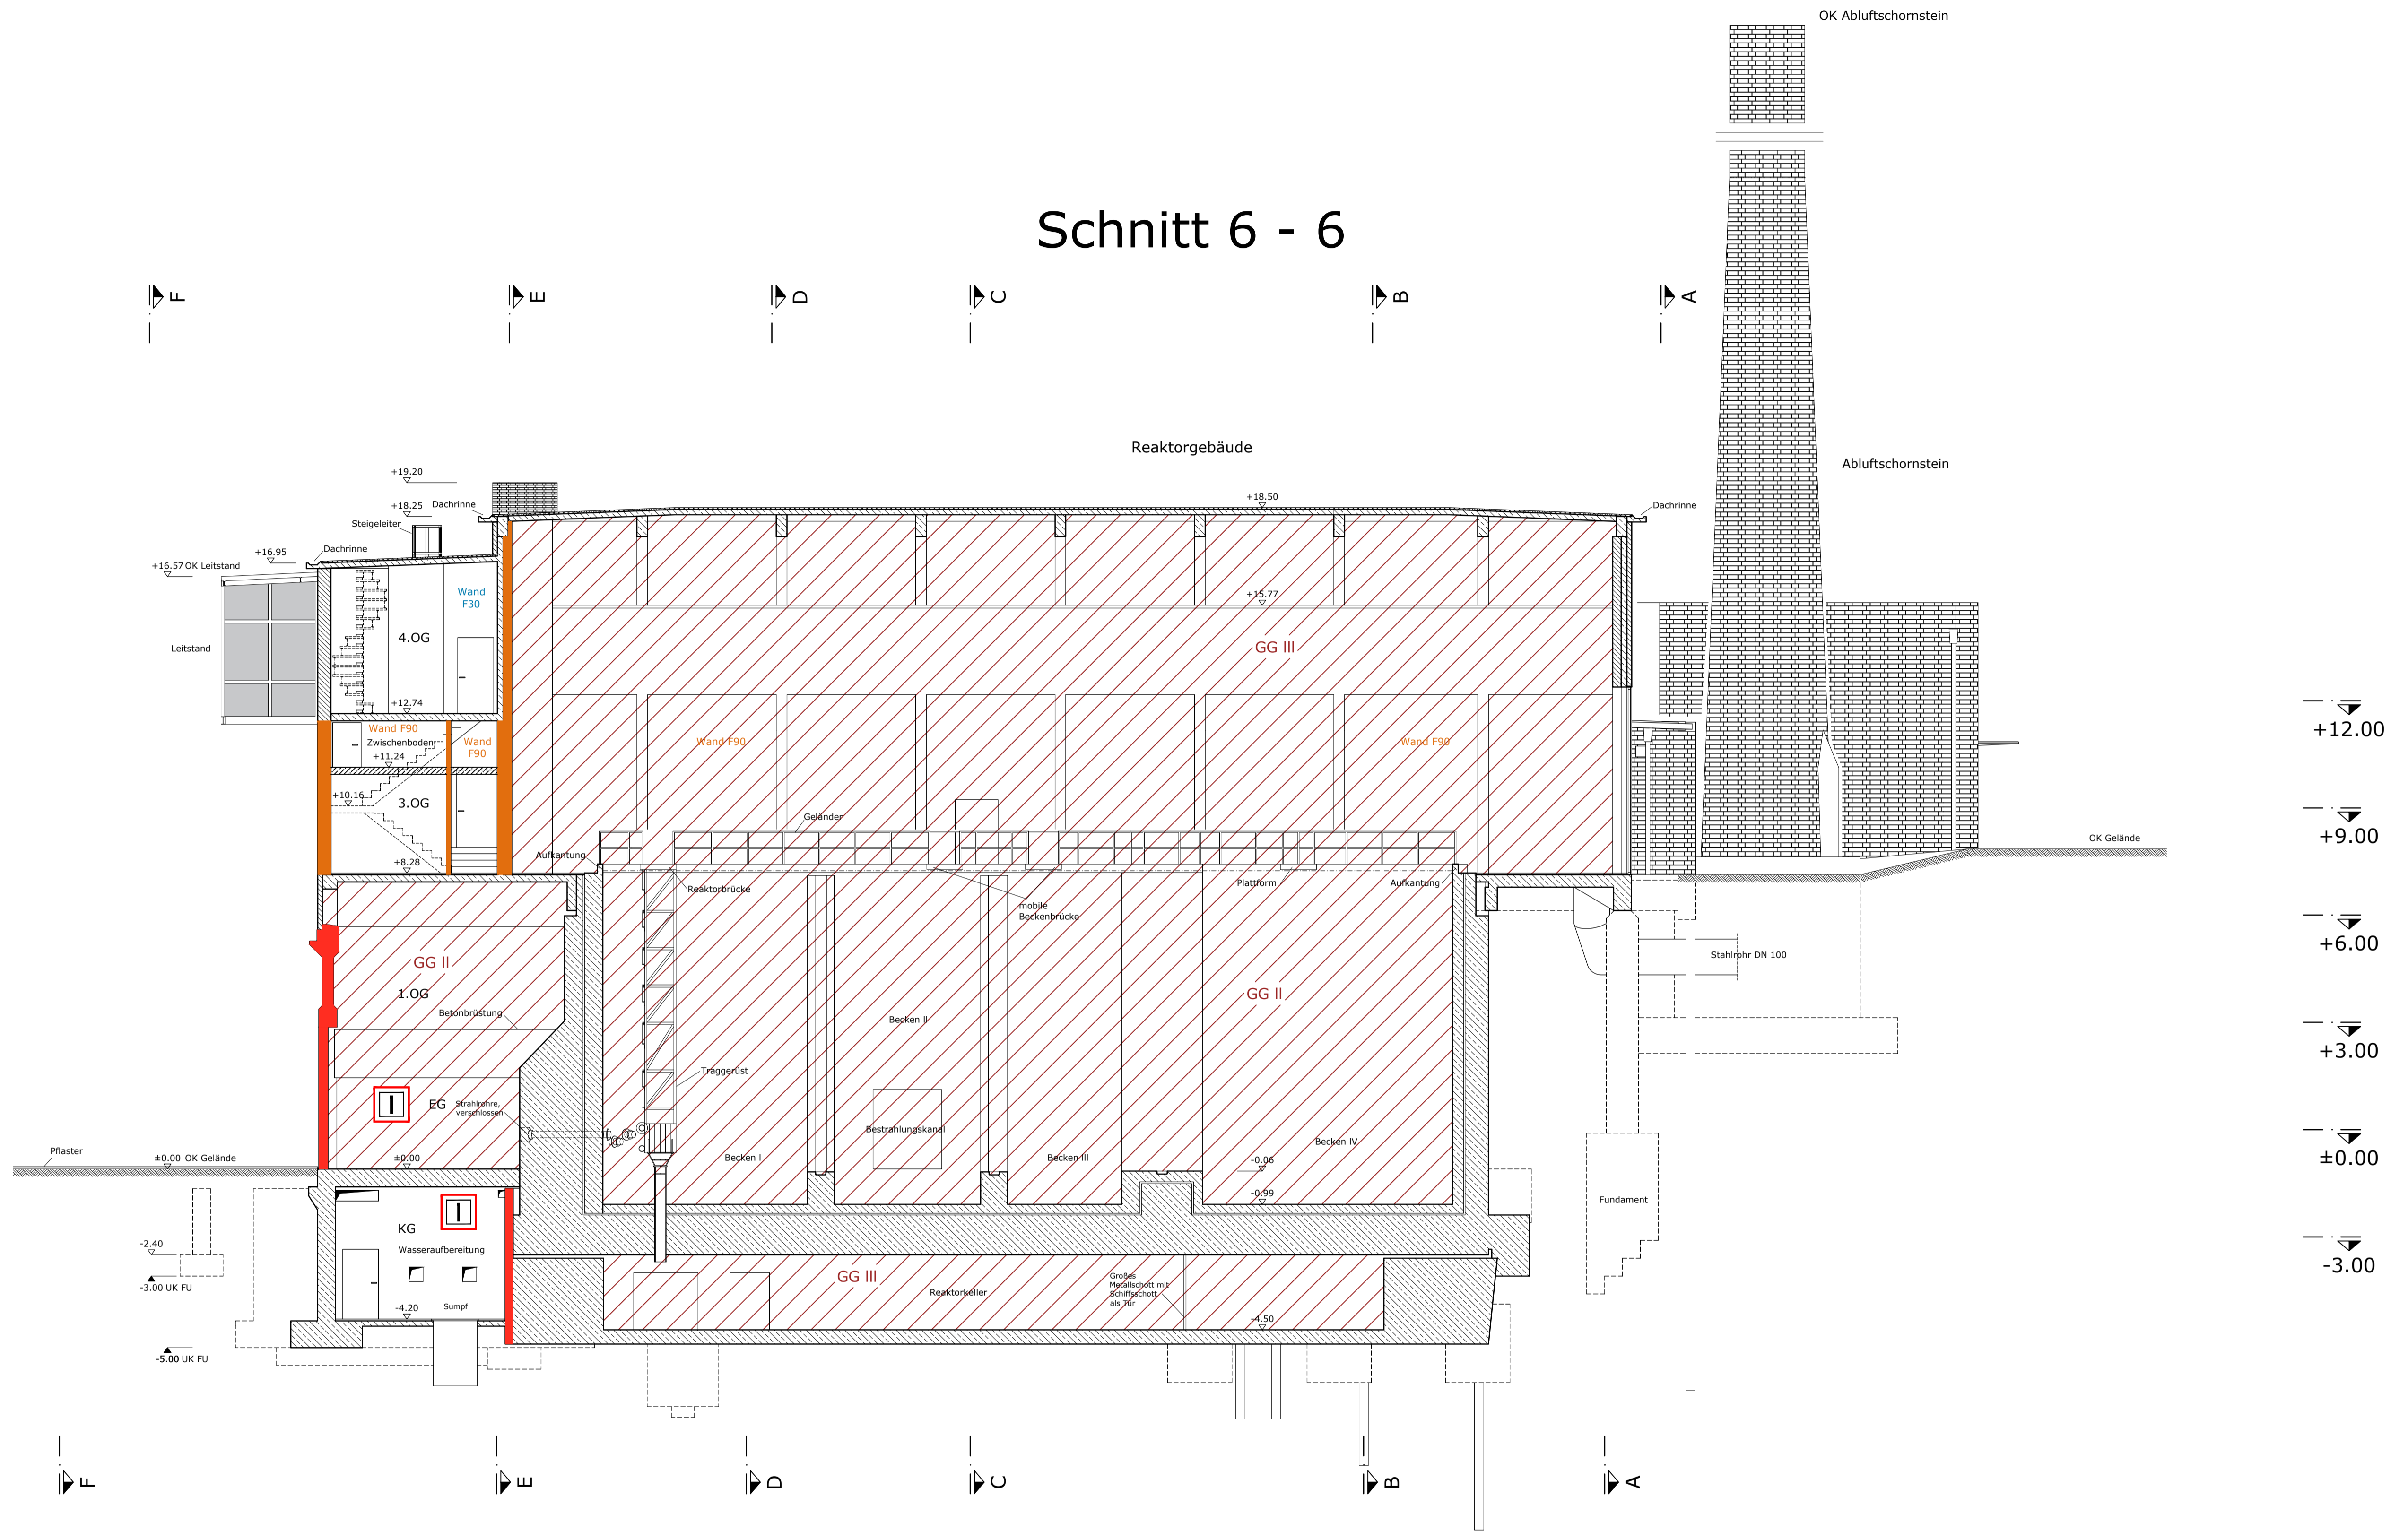 OK Abluftschornstein
Schnitt 6 - 6
F
E
D
C
B
A
Reaktorgebäude
Abluftschornstein
+19.20
+18.25
Dachrinne
+18.50
Dachrinne
Steigeleiter
Dachrinne
+16.95
+16.57 OK Leitstand
Wand
F30
+15.77
4.OG
Leitstand
GG III
+12.74
+12.00
Wand F90
Zwischenboden
Wand
F90
+11.24
Wand F90
Wand F90
+10.16
3.OG
Geländer
+9.00
OK Gelände
+8.28
Aufkantung
Reaktorbrücke
Plattform
Aufkantung
mobile
Beckenbrücke
+6.00
Stahlrohr DN 100
GG II
1.OG
GG II
Betonbrüstung
Becken II
+3.00
Traggerüst
I
EG
Strahlrohre,
verschlossen
Bestrahlungskanal
Becken IV
Pflaster
±0.00 OK Gelände
±0.00
Becken I
Becken III
-0.06
±0.00
-0.99
Fundament
I
KG
Wasseraufbereitung
-2.40
-3.00 UK FU
-3.00
GG III
Reaktorkeller
Großes
Metallschott mit
Schiffsschott
als Tür
-4.20
Sumpf
-4.50
-5.00 UK FU
F
E
D
C
B
A